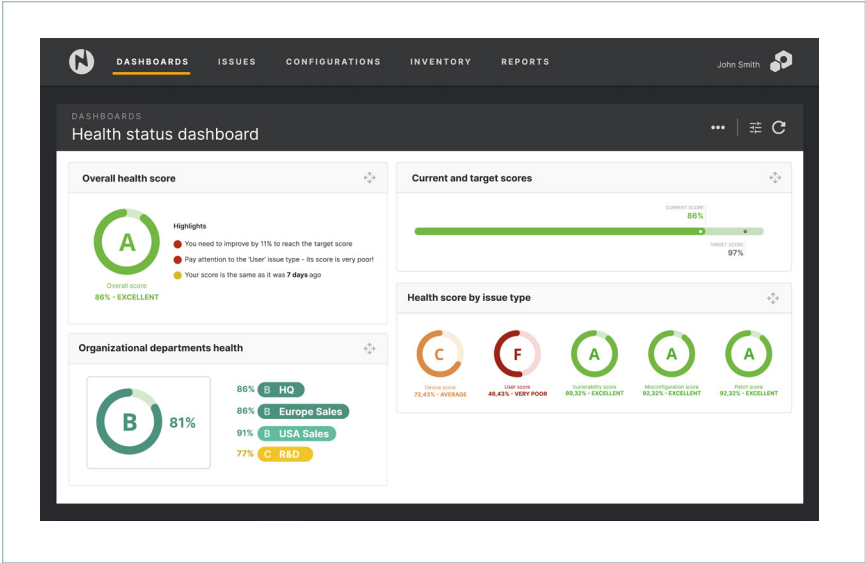 DASHBOARDS ISSUES CONFIGURATIONS INVENTORY REPORTS John Smith
DASHBOARDS
Health status dashboard
Overall health score
A
Overall score
86% - EXCELLENT
Highlights
You need to improve by 11% to reach the target score
Pay attention to the 'User' issue type - its score is very poor!
Your score is the same as it was 7 days ago
Current and target scores
CURRENT SCORE
86%
TARGET SCORE
97%
Organizational departments health
B 81%
86% B HQ
86% B Europe Sales
91% B USA Sales
77% C R&D
Health score by issue type
C F A A A
Device score User score Vulnerability score Misconfiguration score Patch score
72,43% - AVERAGE 46,43% - VERY POOR 89,32% - EXCELLENT 92,32% - EXCELLENT 92,32% - EXCELLENT